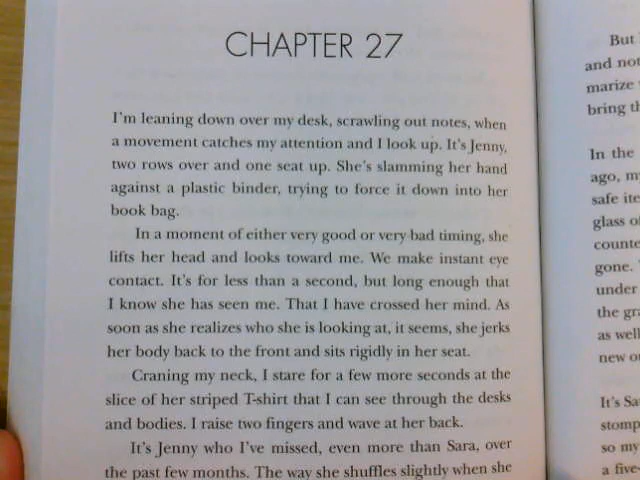 CHAPTER 27
I'm leaning down over my desk, scrawling out notes, when
a movement catches my attention and I look up. It's Jenny,
two rows over and one seat up. She's slamming her hand
against a plastic binder, trying to force it down into her
book bag.
In a moment of either very good or very bad timing, she
lifts her head and looks toward me. We make instant eye
contact. It's for less than a second, but long enough that
I know she has seen me. That I have crossed her mind. As
soon as she realizes who she is looking at, it seems, she jerks
her body back to the front and sits rigidly in her seat.
Craning my neck, I stare for a few more seconds at the
slice of her striped T-shirt that I can see through the desks
and bodies. I raise two fingers and wave at her back.
It's Jenny who I've missed, even more than Sara, over
the past few months. The way she shuffles slightly when she
But
and not
marize
bring th
In the
ago, my
safe ite
glass of
counte
gone.
under
the gra
as well
new ou
It's Sa
stomp
so my
a five-